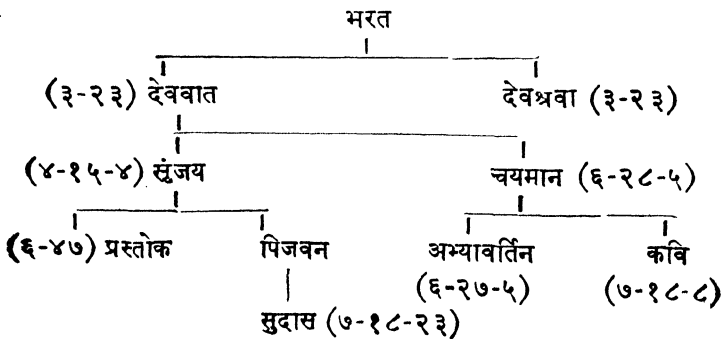 भरत
(३-२३) देववात देवश्रवा (३-२३)
(४-१५-४) सृंजय चयमान (६-२८-५)
(६-४७) प्रस्तोक पिजवन अभ्यावर्तिन कवि
(६-२७-५) (७-१८-८)
सुदास (७-१८-२३)